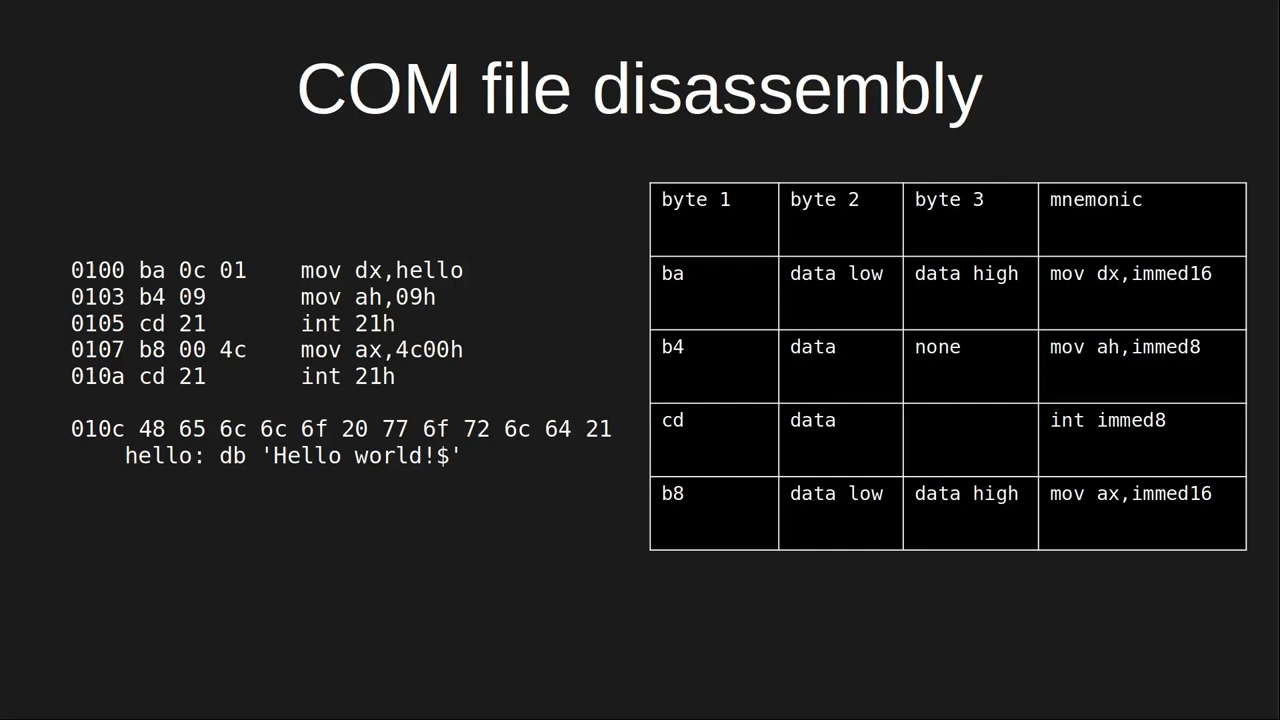 COM file disassembly
0100 ba 0c 01    mov dx,hello
0103 b4 09       mov ah,09h
0105 cd 21       int 21h
0107 b8 00 4c    mov ax,4c00h
010a cd 21       int 21h
010c 48 65 6c 6c 6f 20 77 6f 72 6c 64 21
    hello: db 'Hello world!$'
byte 1 byte 2 byte 3 mnemonic
ba data low data high mov dx,immed16
b4 data none mov ah,immed8
cd data int immed8
b8 data low data high mov ax,immed16